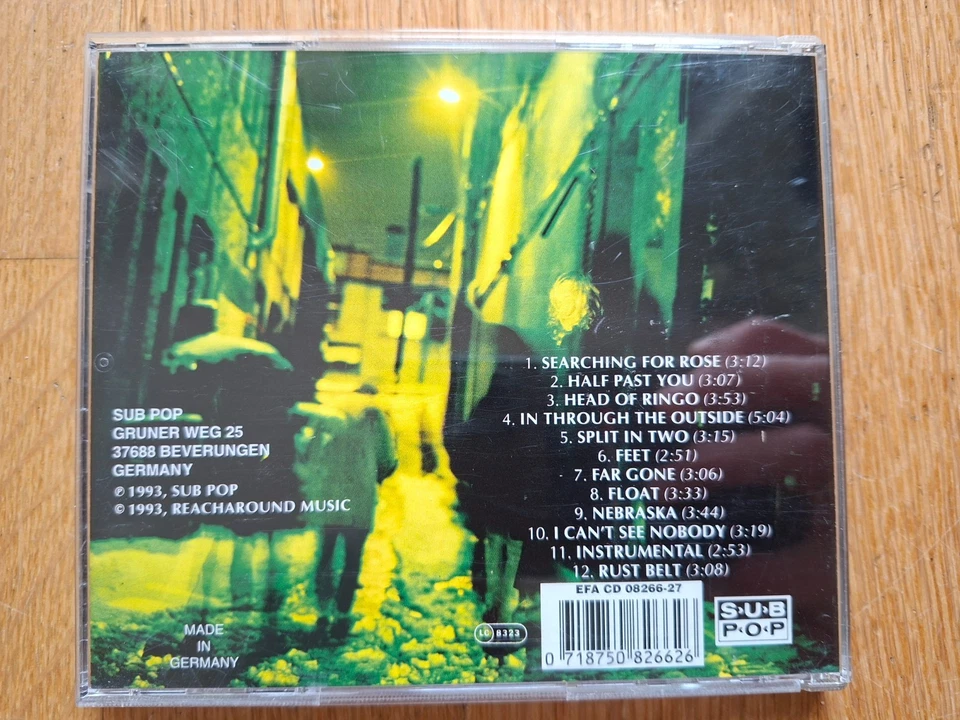 1. SEARCHING FOR ROSE (3:12)
2. HALF PAST YOU (3:07)
3. HEAD OF RINGO (3:53)
4. IN THROUGH THE OUTSIDE (5:04)
5. SPLIT IN TWO (3:15)
6. FEET (2:51)
7. FAR GONE (3:06)
8. FLOAT (3:33)
9. NEBRASKA (3:44)
10. I CAN'T SEE NOBODY (3:19)
11. INSTRUMENTAL (2:53)
12. RUST BELT (3:08)
SUB POP
GRUNER WEG 25
37688 BEVERUNGEN
GERMANY
℗ 1993, SUB POP
© 1993, REACHAROUND MUSIC
MADE
IN
GERMANY
LC 8323
EFA CD 08266-27
0 718750 826626
S·U·B
P·O·P